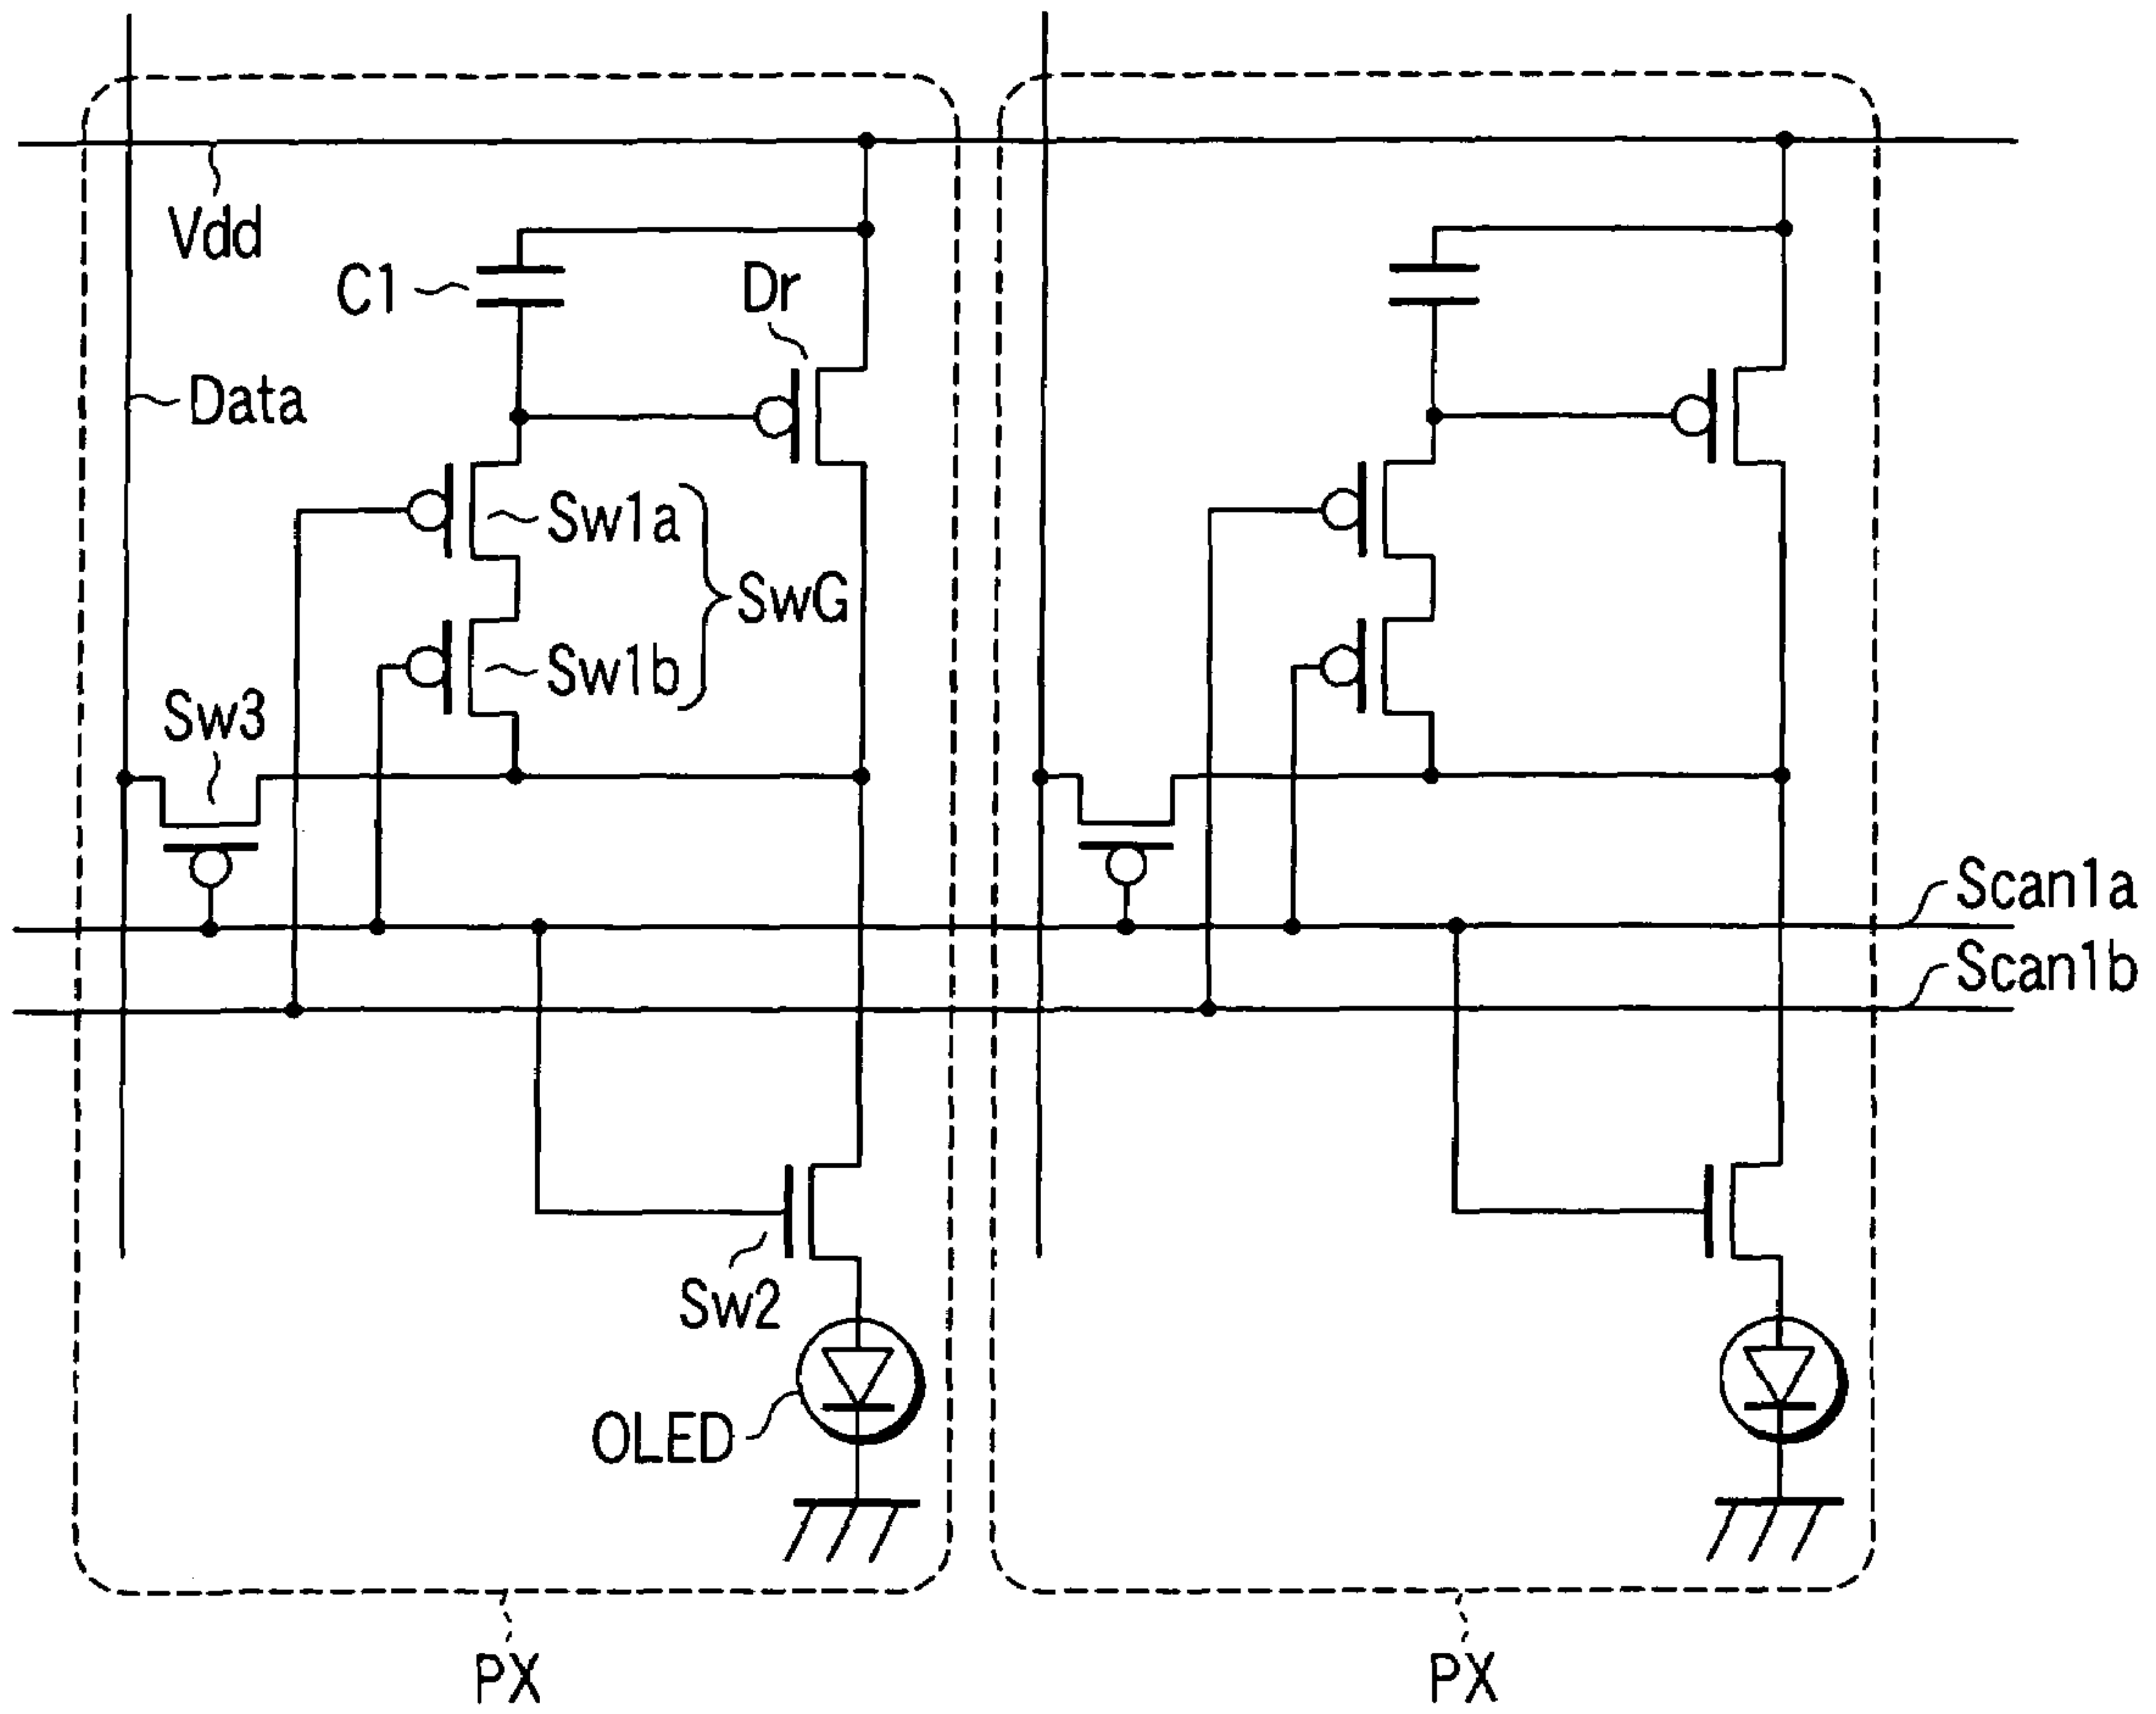 Vdd
C1
Dr
Data
Sw1a
SwG
Sw1b
Sw3
Scan1a
Scan1b
Sw2
OLED
PX
PX